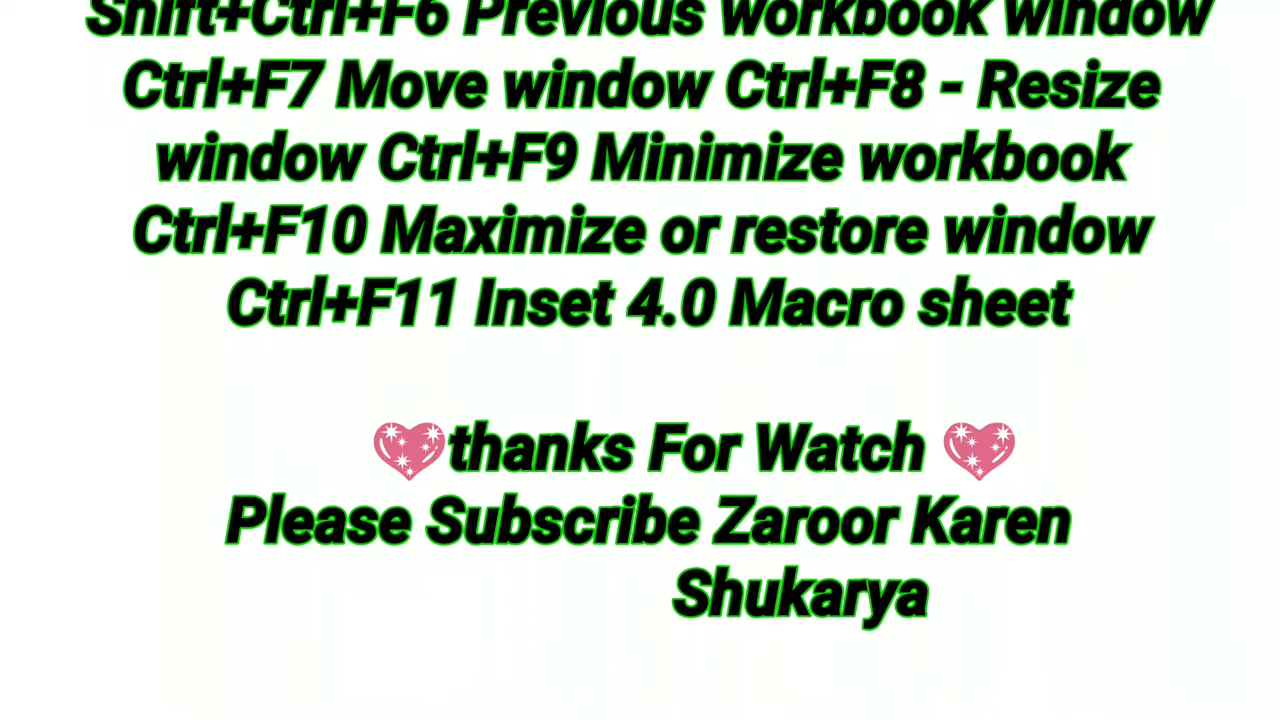 Shift+Ctrl+F6 Previous workbook window
Ctrl+F7 Move window Ctrl+F8 - Resize
window Ctrl+F9 Minimize workbook
Ctrl+F10 Maximize or restore window
Ctrl+F11 Inset 4.0 Macro sheet
💖thanks For Watch 💖
Please Subscribe Zaroor Karen
Shukarya